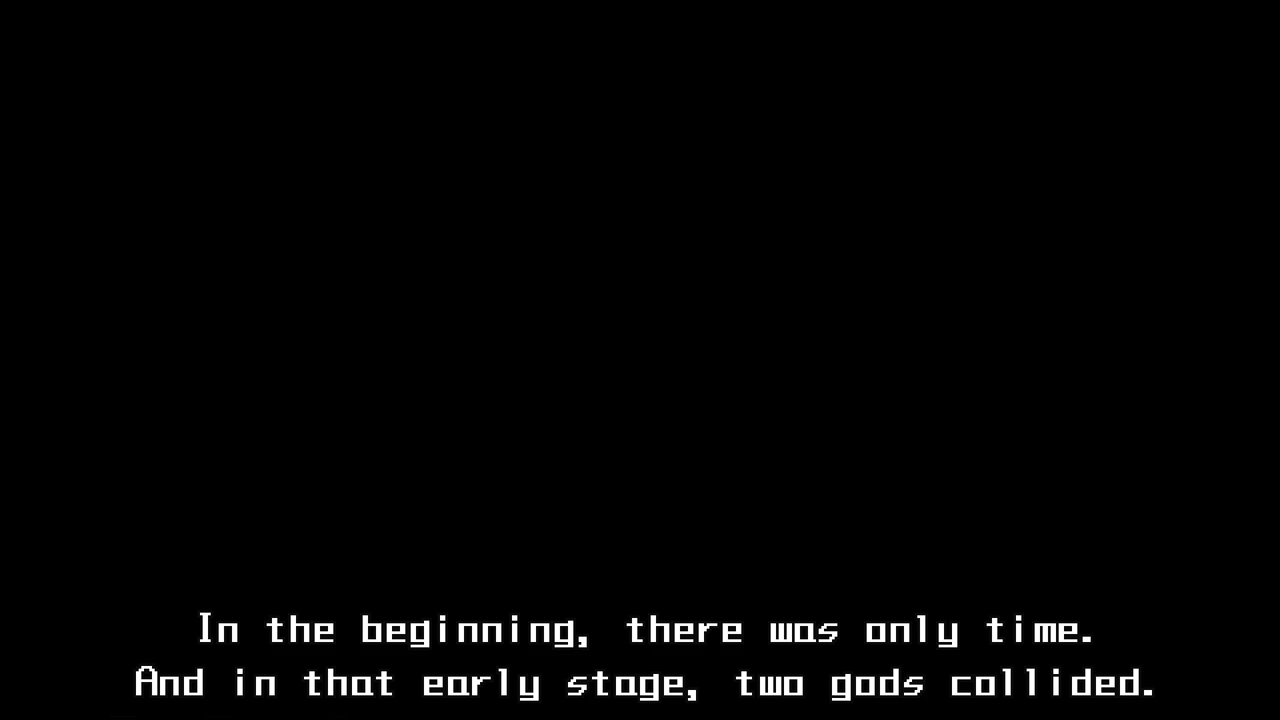 In the beginning, there was only time.
And in that early stage, two gods collided.